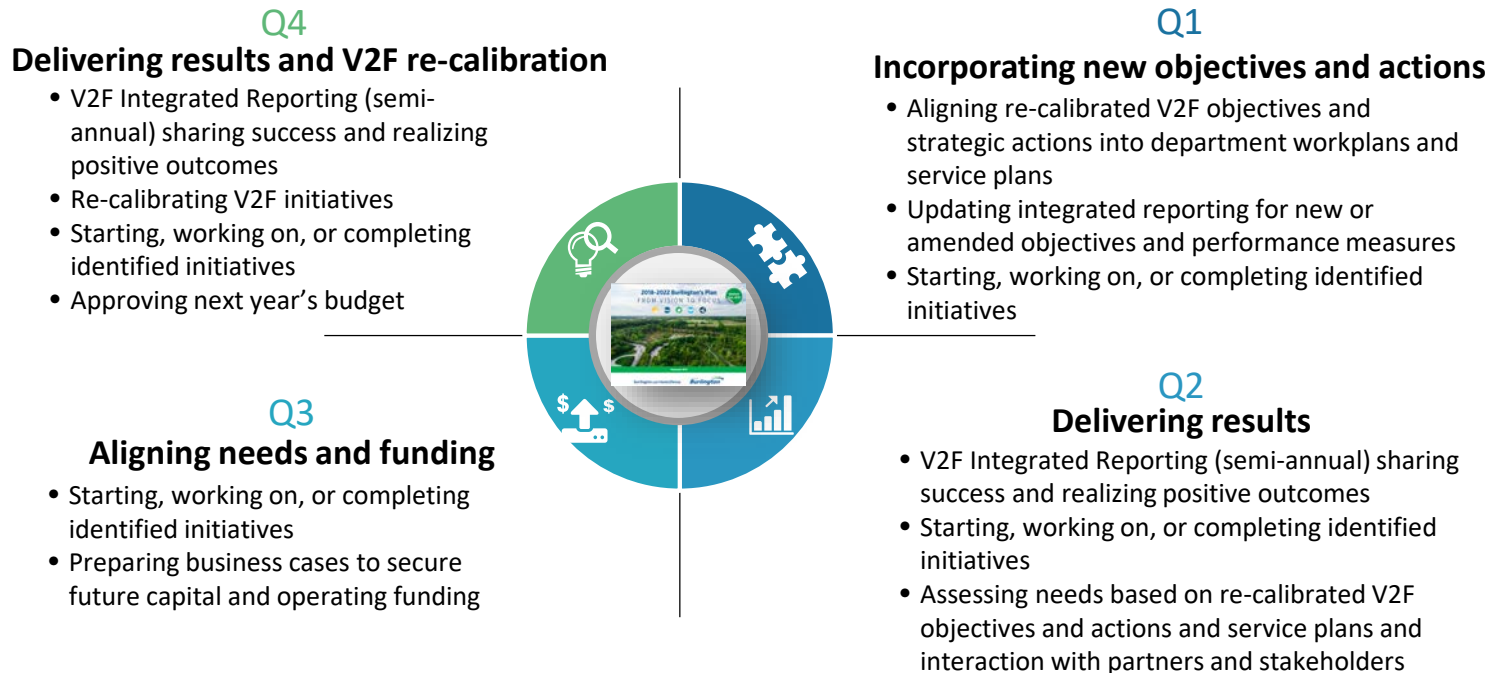 Q4
Delivering results and V2F re-calibration
• V2F Integrated Reporting (semi-
annual) sharing success and realizing
positive outcomes
• Re-calibrating V2F initiatives
• Starting, working on, or completing
identified initiatives
• Approving next year's budget
Q1
Incorporating new objectives and actions
• Aligning re-calibrated V2F objectives and
strategic actions into department workplans and
service plans
• Updating integrated reporting for new or
amended objectives and performance measures
• Starting, working on, or completing identified
initiatives
2018-2022 Burlington's Plan
FROM VISION TO FOCUS
$ $
Burlington
Q3
Aligning needs and funding
• Starting, working on, or completing
identified initiatives
• Preparing business cases to secure
future capital and operating funding
Q2
Delivering results
• V2F Integrated Reporting (semi-annual) sharing
success and realizing positive outcomes
• Starting, working on, or completing identified
initiatives
• Assessing needs based on re-calibrated V2F
objectives and actions and service plans and
interaction with partners and stakeholders